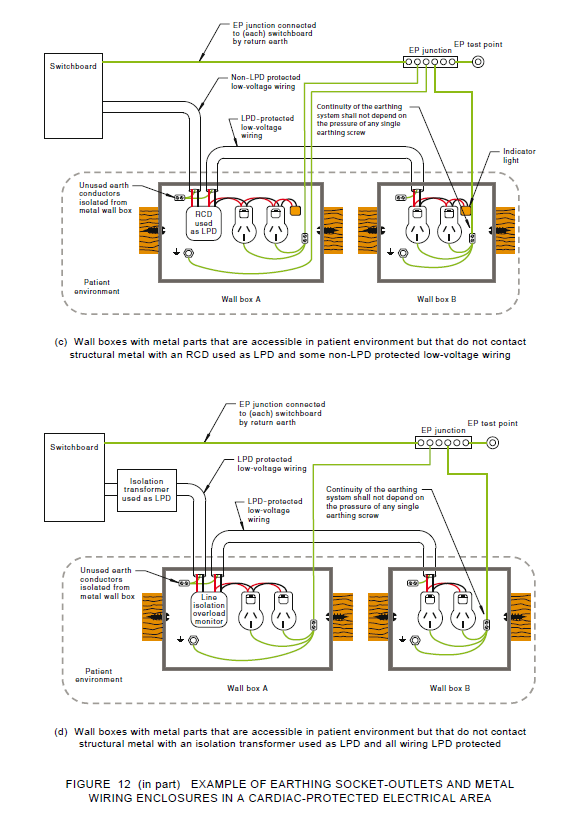 EP junction connected
to (each) switchboard
by return earth
EP test point
EP junction
Switchboard
Non-LPD protected
low-voltage wiring
LPD-protected
low-voltage
wiring
Continuity of the earthing
system shall not depend on
the pressure of any single
earthing screw
Indicator
light
Unused earth
conductors
isolated from
metal wall box
RCD
used
as LPD
Patient
environment
Wall box A
Wall box B
(c) Wall boxes with metal parts that are accessible in patient environment but that do not contact
structural metal with an RCD used as LPD and some non-LPD protected low-voltage wiring
EP junction connected
to (each) switchboard
by return earth
EP test point
EP junction
Switchboard
LPD protected
low-voltage wiring
Isolation
transformer
used as LPD
LPD-protected
low-voltage
wiring
Continuity of the earthing
system shall not depend on
the pressure of any single
earthing screw
Unused earth
conductors
isolated from
metal wall box
Line
isolation
overload
monitor
Patient
environment
Wall box A
Wall box B
(d) Wall boxes with metal parts that are accessible in patient environment but that do not contact
structural metal with an isolation transformer used as LPD and all wiring LPD protected
FIGURE 12 (in part) EXAMPLE OF EARTHING SOCKET-OUTLETS AND METAL
WIRING ENCLOSURES IN A CARDIAC-PROTECTED ELECTRICAL AREA